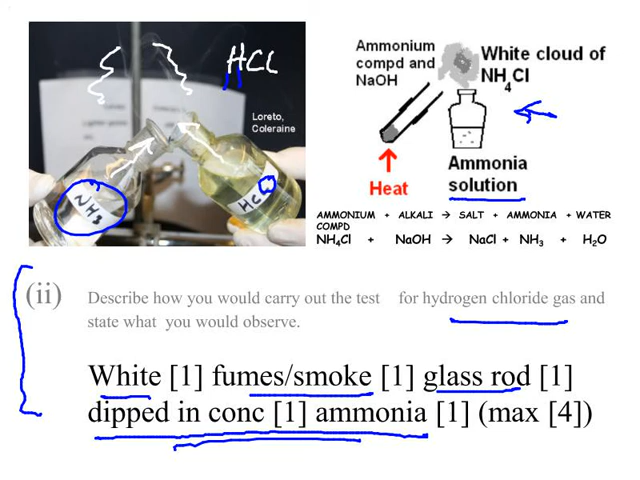 HCl
Loreto,
Coleraine
NH3
HCl
Ammonium
compd and
NaOH
White cloud of
NH4Cl
Heat
Ammonia
solution
AMMONIUM + ALKALI → SALT + AMMONIA + WATER
COMPD
NH4Cl + NaOH → NaCl + NH3 + H2O
(ii) Describe how you would carry out the test for hydrogen chloride gas and
state what you would observe.
White [1] fumes/smoke [1] glass rod [1]
dipped in conc [1] ammonia [1] (max [4])